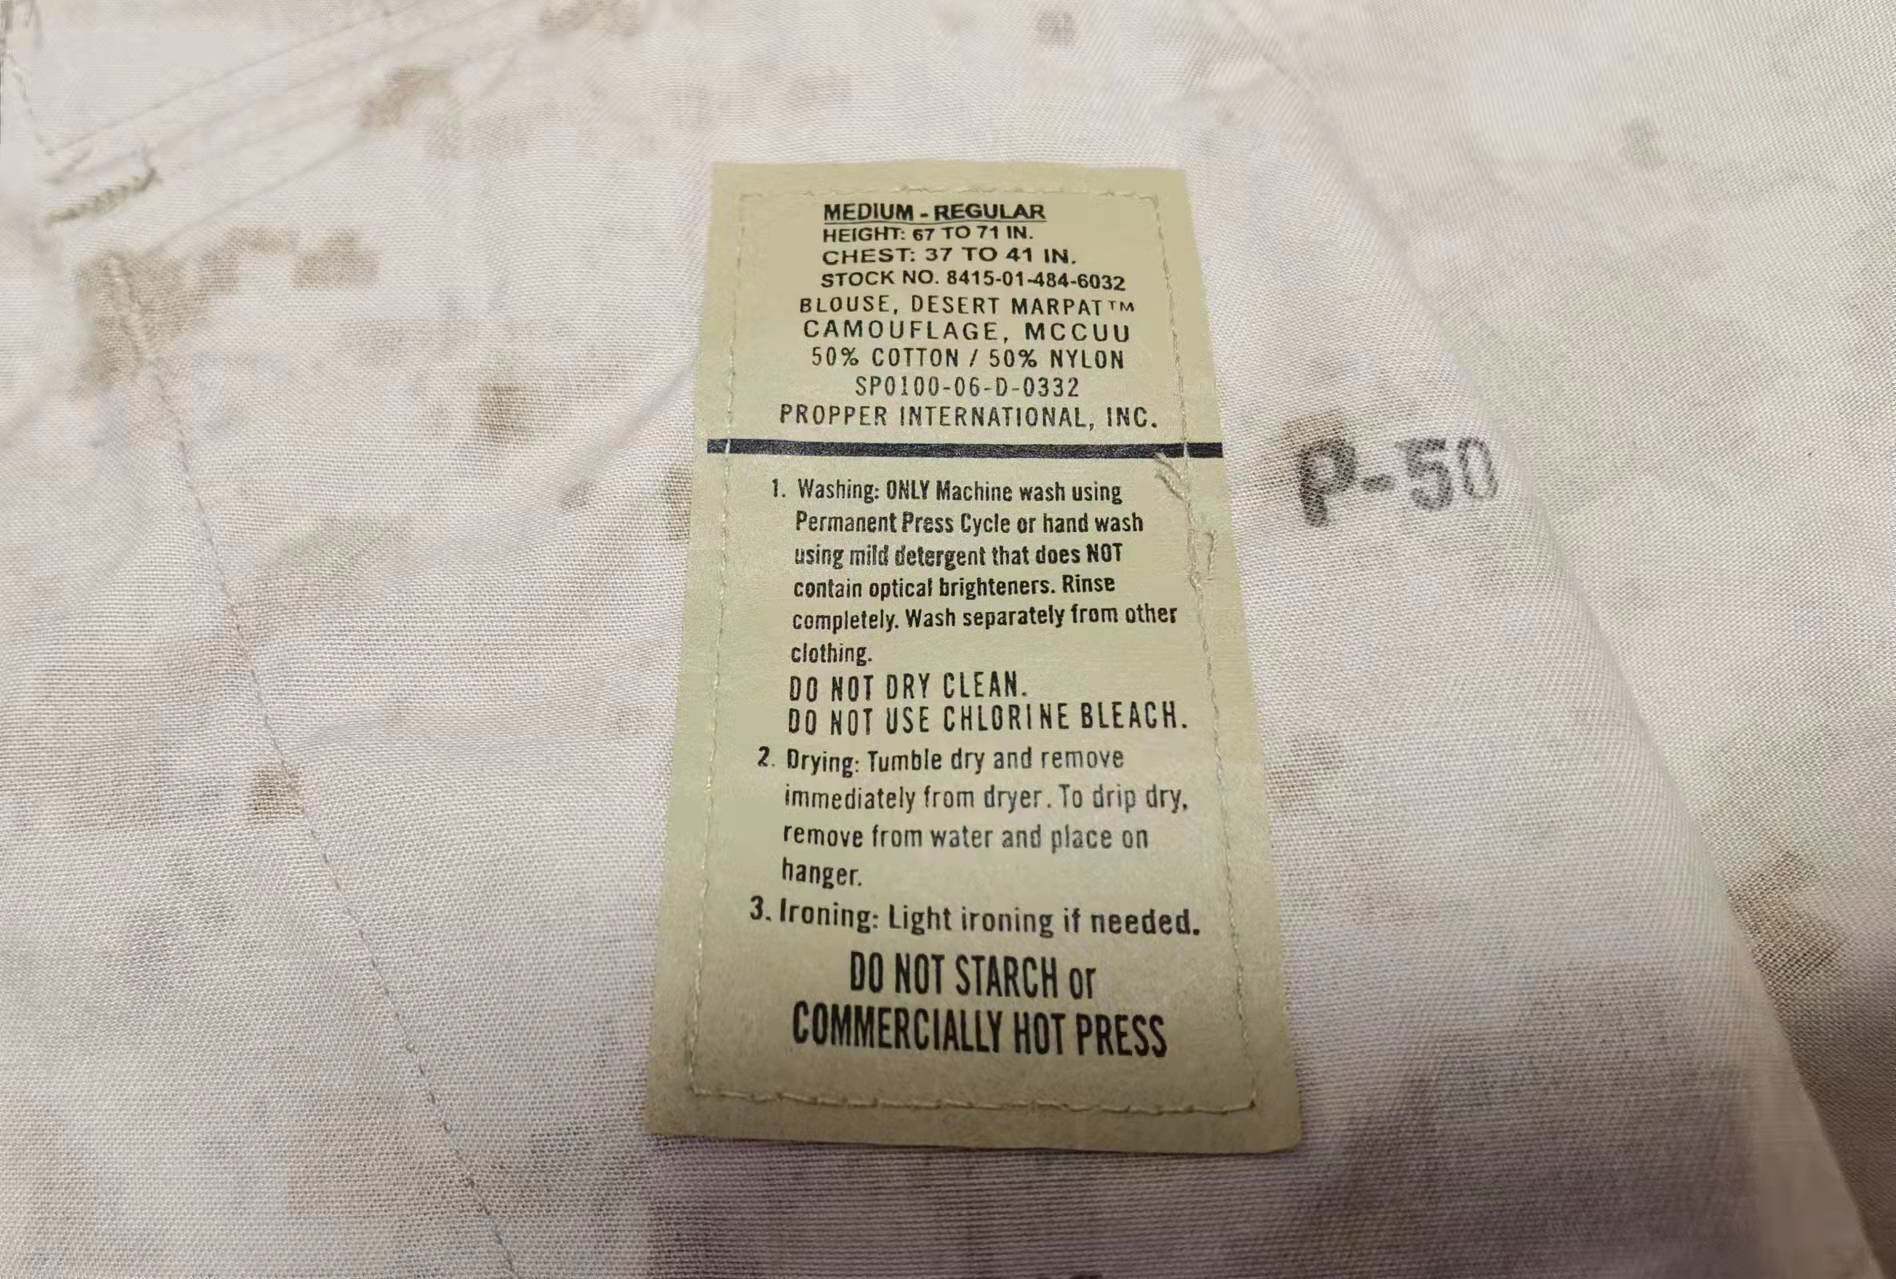 MEDIUM - REGULAR
HEIGHT: 67 TO 71 IN.
CHEST: 37 TO 41 IN.
STOCK NO. 8415-01-484-6032
BLOUSE, DESERT MARPAT™
CAMOUFLAGE, MCCUU
50% COTTON / 50% NYLON
SP0100-06-D-0332
PROPPER INTERNATIONAL, INC.
1. Washing: ONLY Machine wash using
Permanent Press Cycle or hand wash
using mild detergent that does NOT
contain optical brighteners. Rinse
completely. Wash separately from other
clothing.
DO NOT DRY CLEAN.
DO NOT USE CHLORINE BLEACH.
2. Drying: Tumble dry and remove
immediately from dryer. To drip dry,
remove from water and place on
hanger.
3. Ironing: Light ironing if needed.
DO NOT STARCH or
COMMERCIALLY HOT PRESS
P-50